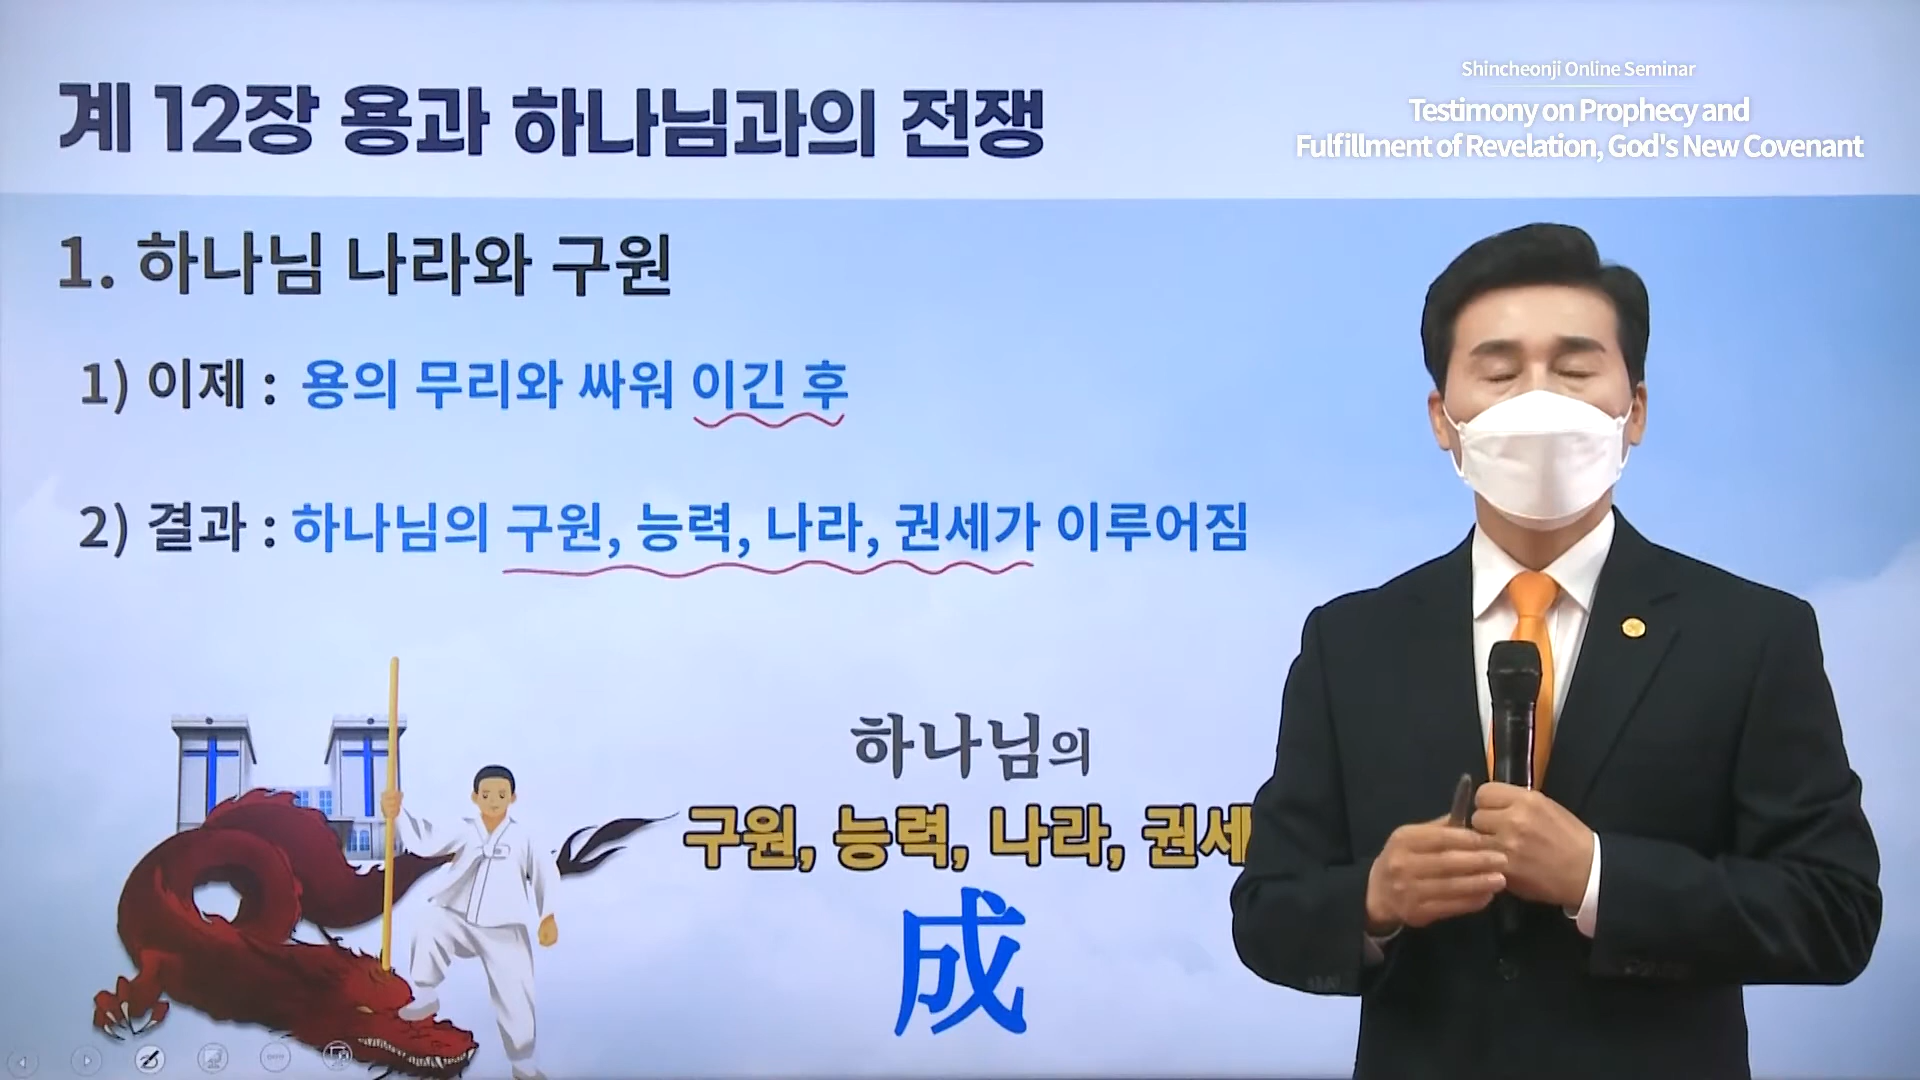 계 12장 용과 하나님과의 전쟁
Shincheonji Online Seminar
Testimony on Prophecy and
Fulfillment of Revelation, God's New Covenant
1. 하나님 나라와 구원
1) 이제 : 용의 무리와 싸워 이긴 후
2) 결과 : 하나님의 구원, 능력, 나라, 권세가 이루어짐
하나님의
구원, 능력, 나라, 권세
成